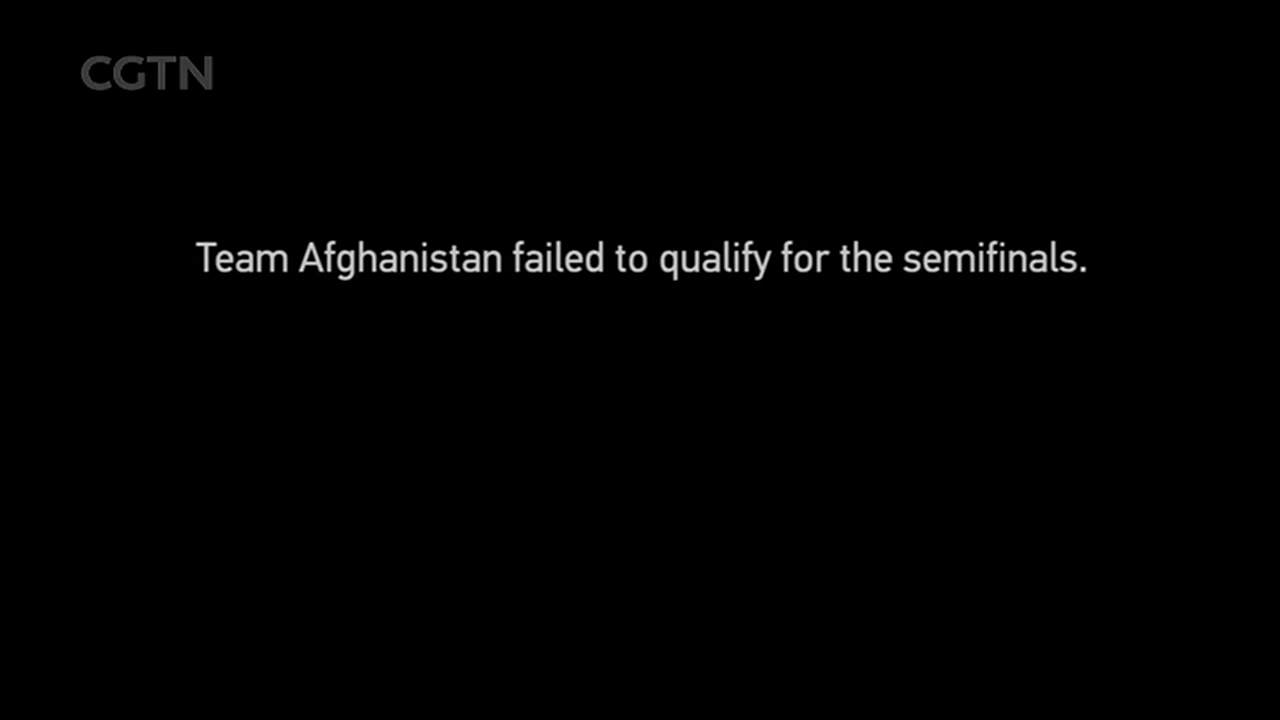 CGTN
Team Afghanistan failed to qualify for the semifinals.